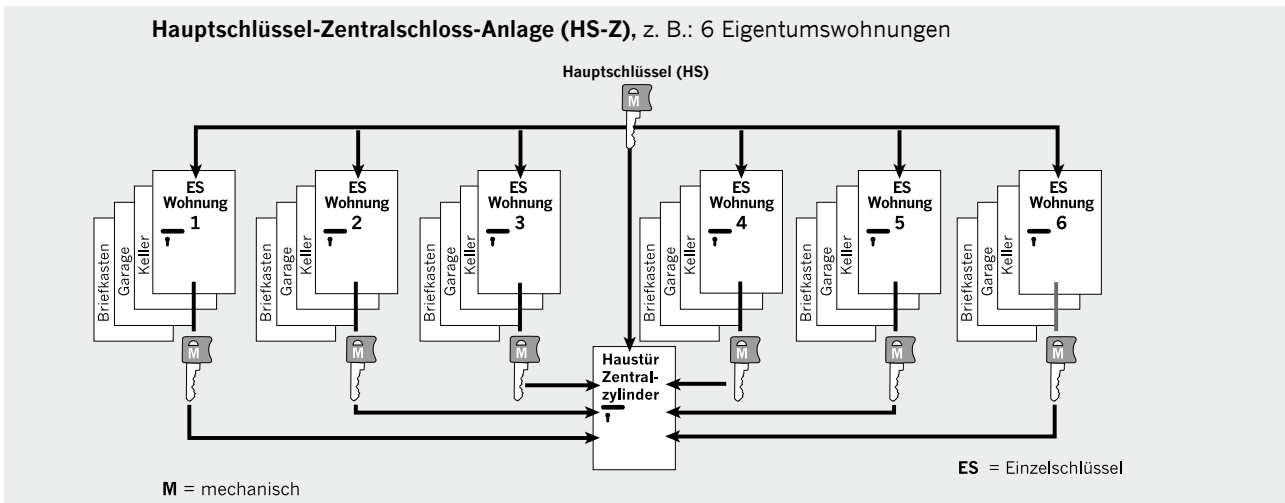 Hauptschlüssel-Zentralschloss-Anlage (HS-Z), z. B.: 6 Eigentumswohnungen
Hauptschlüssel (HS)
M
Briefkasten
Garage
Keller
ES
Wohnung
1
Briefkasten
Garage
Keller
ES
Wohnung
2
Briefkasten
Garage
Keller
ES
Wohnung
3
Briefkasten
Garage
Keller
ES
Wohnung
4
Briefkasten
Garage
Keller
ES
Wohnung
5
Briefkasten
Garage
Keller
ES
Wohnung
6
M
M
M
M
M
M
Haustür
Zentral-
zylinder
ES = Einzelschlüssel
M = mechanisch